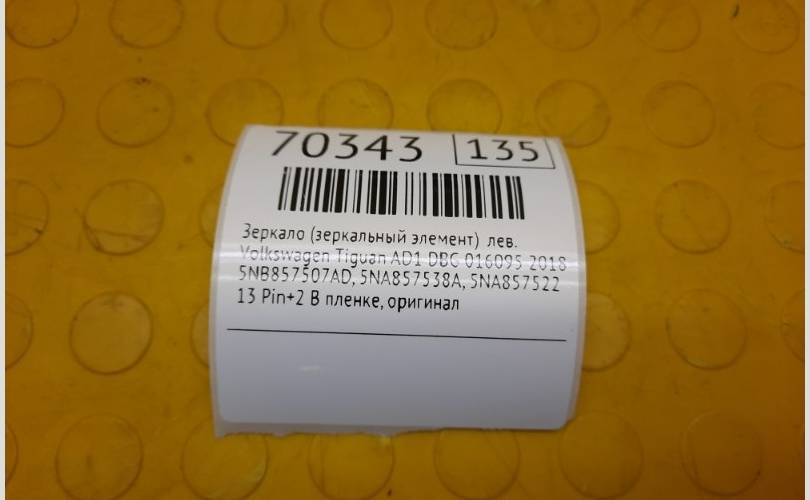 70343 135
Зеркало (зеркальный элемент) лев.
Volkswagen Tiguan AD1 DBG 016095 2018
5NB857507AD, 5NA857538A, 5NA857522
13 Pin+2 В пленке, оригинал